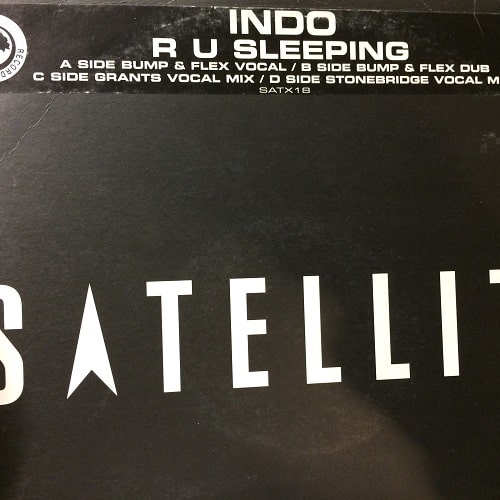 INDO
R U SLEEPING
A SIDE BUMP & FLEX VOCAL / B SIDE BUMP & FLEX DUB
C SIDE GRANTS VOCAL MIX / D SIDE STONEBRIDGE VOCAL M
SATX18
RECORD
SATELLIT